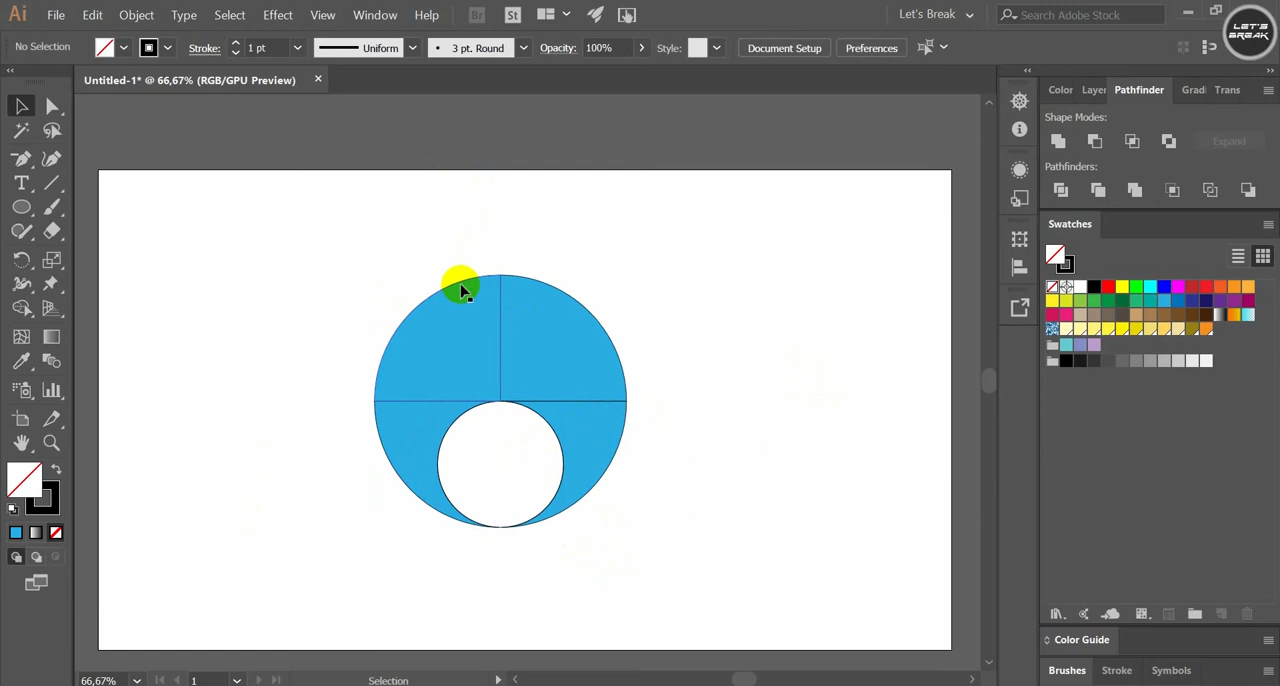 Ai File Edit Object Type Select Effect View Window Help Br St Let's Break Search Adobe Stock
LET'S BREAK
No Selection Stroke: 1 pt Uniform 3 pt. Round Opacity: 100% Style: Document Setup Preferences
Untitled-1* @ 66,67% (RGB/GPU Preview)
Color Layer Pathfinder Gradi Trans
Shape Modes:
Expand
Pathfinders:
Swatches
Color Guide
Brushes Stroke Symbols
66,67% 1 Selection